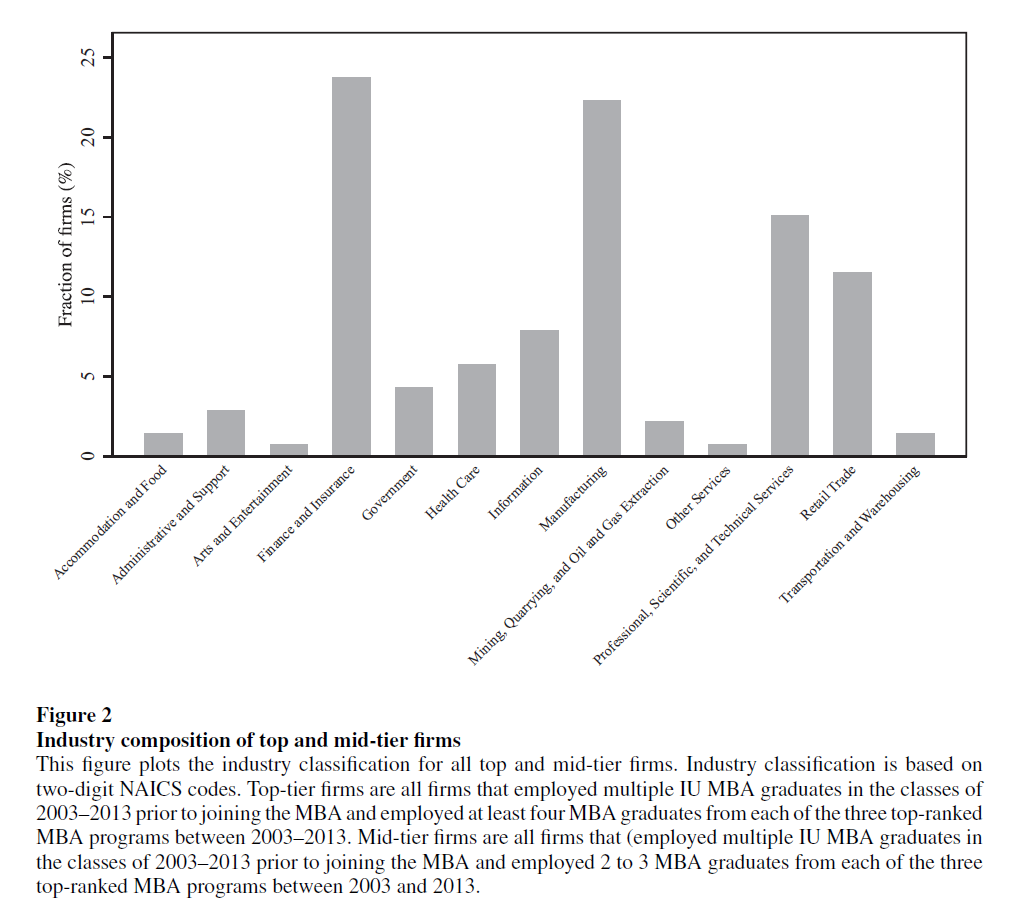 Fraction of firms (%)
25
20
15
10
5
0
Accommodation and Food
Administrative and Support
Arts and Entertainment
Finance and Insurance
Government
Health Care
Information
Manufacturing
Mining, Quarrying, and Oil and Gas Extraction
Other Services
Professional, Scientific, and Technical Services
Retail Trade
Transportation and Warehousing
Figure 2
Industry composition of top and mid-tier firms
This figure plots the industry classification for all top and mid-tier firms. Industry classification is based on
two-digit NAICS codes. Top-tier firms are all firms that employed multiple IU MBA graduates in the classes of
2003–2013 prior to joining the MBA and employed at least four MBA graduates from each of the three top-ranked
MBA programs between 2003–2013. Mid-tier firms are all firms that (employed multiple IU MBA graduates in
the classes of 2003–2013 prior to joining the MBA and employed 2 to 3 MBA graduates from each of the three
top-ranked MBA programs between 2003 and 2013.